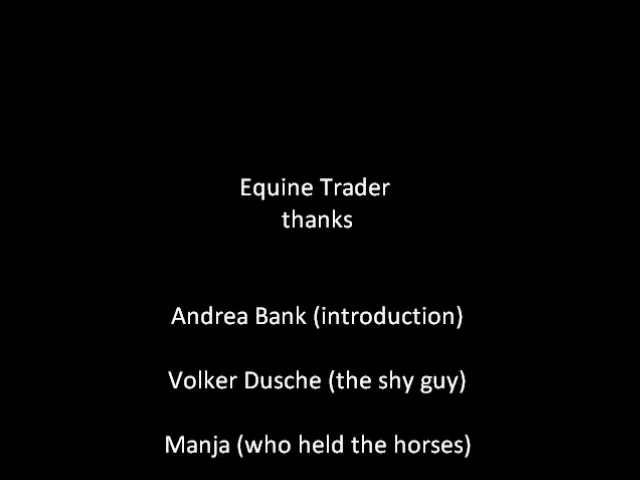 Equine Trader
thanks
Andrea Bank (introduction)
Volker Dusche (the shy guy)
Manja (who held the horses)